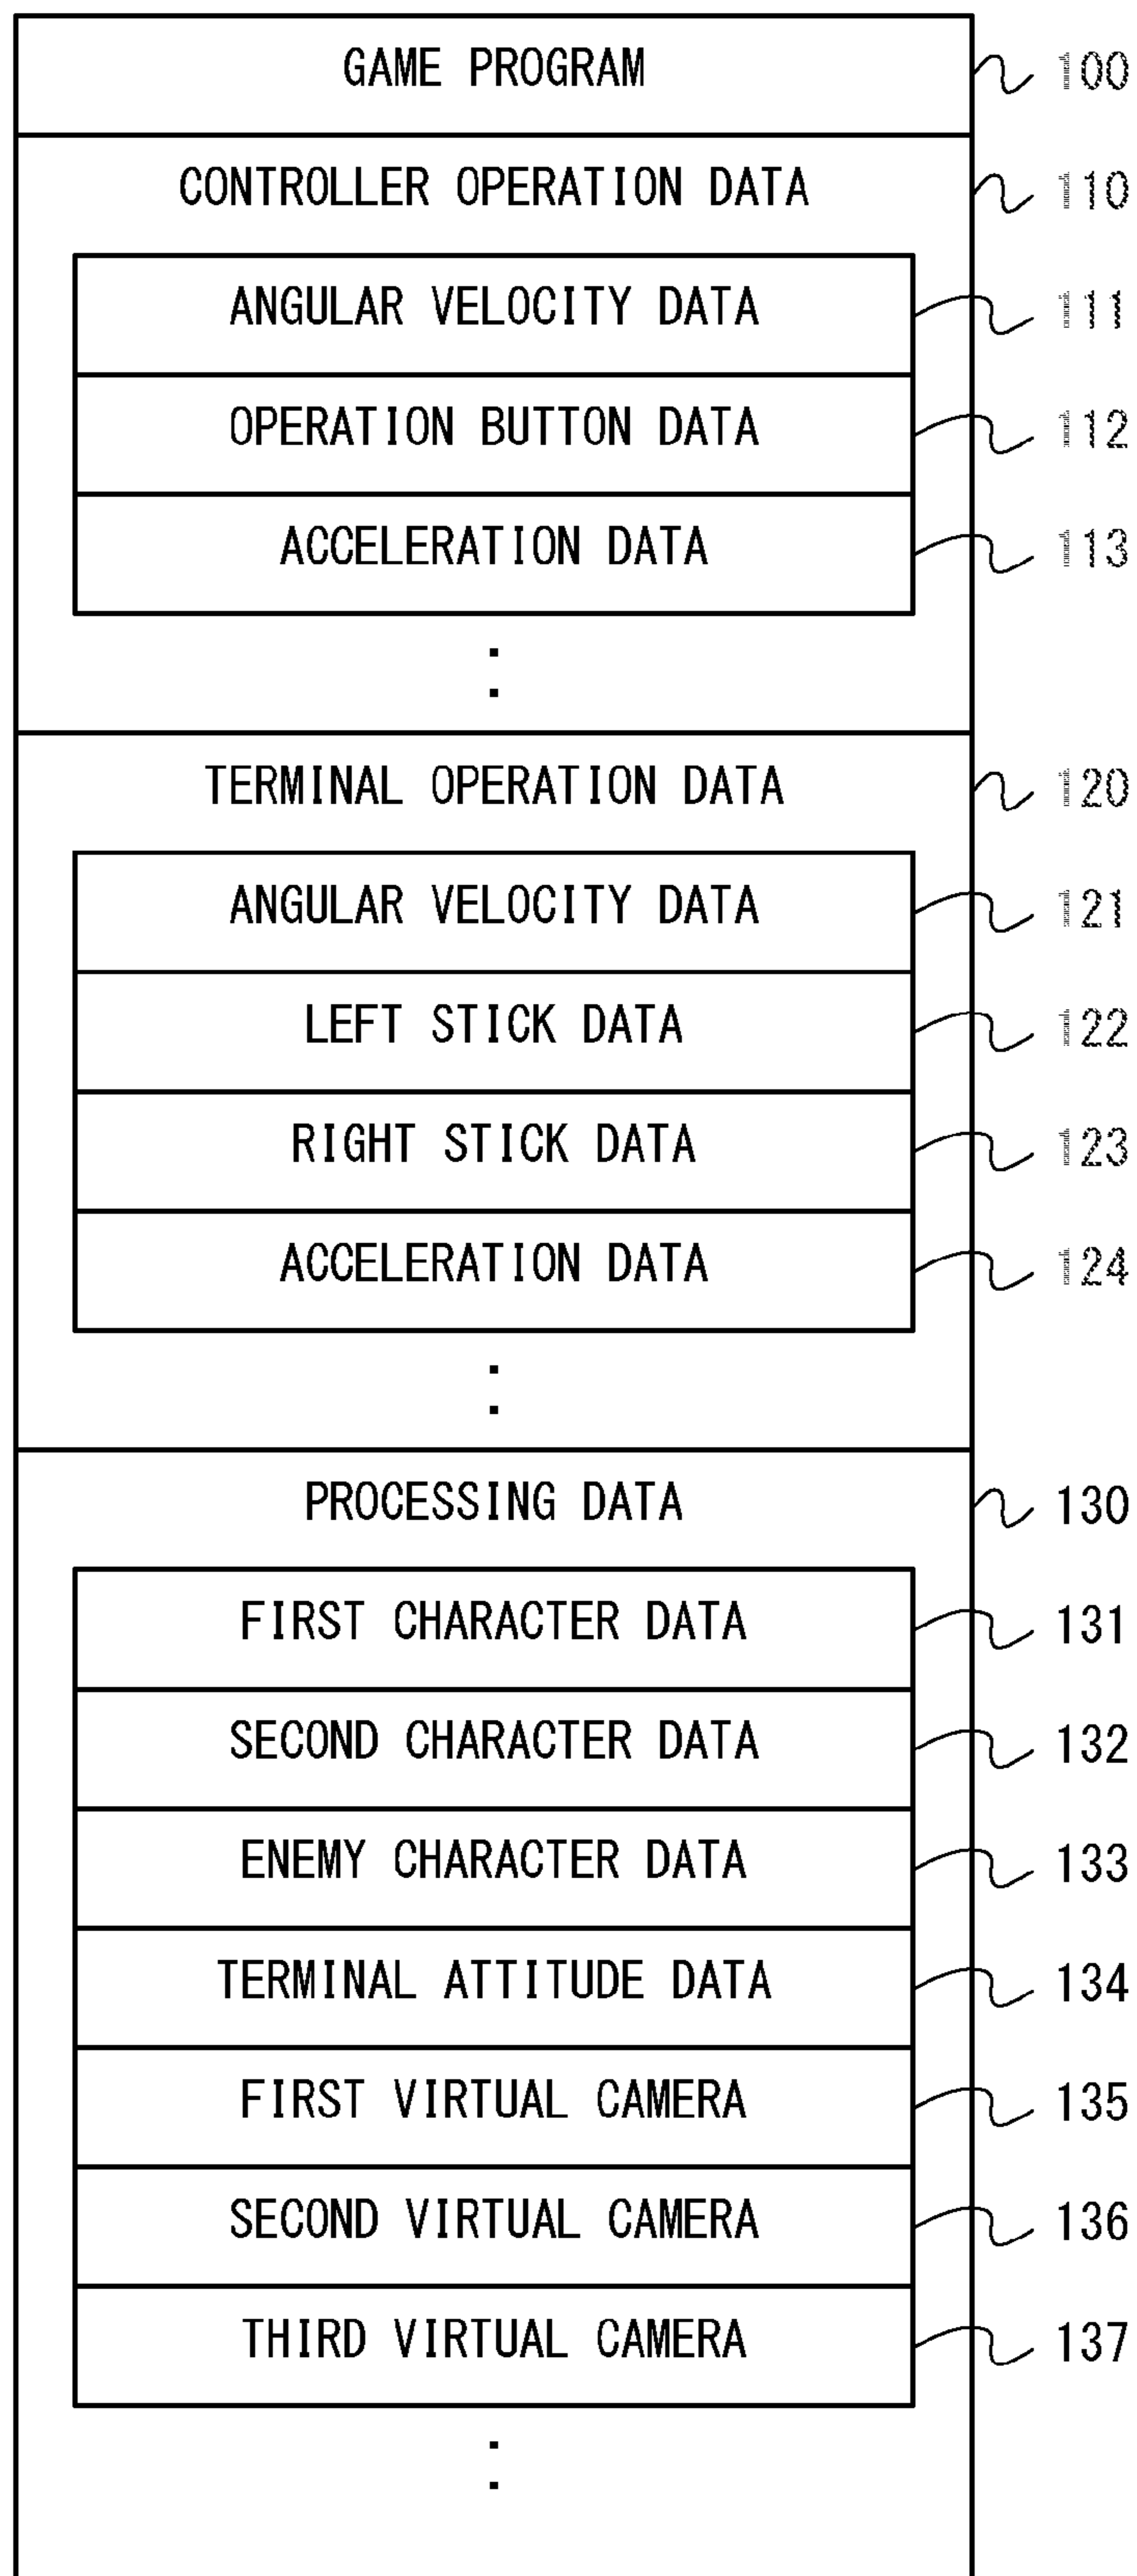 GAME PROGRAM 100
CONTROLLER OPERATION DATA 110
ANGULAR VELOCITY DATA 111
OPERATION BUTTON DATA 112
ACCELERATION DATA 113
:
TERMINAL OPERATION DATA 120
ANGULAR VELOCITY DATA 121
LEFT STICK DATA 122
RIGHT STICK DATA 123
ACCELERATION DATA 124
:
PROCESSING DATA 130
FIRST CHARACTER DATA 131
SECOND CHARACTER DATA 132
ENEMY CHARACTER DATA 133
TERMINAL ATTITUDE DATA 134
FIRST VIRTUAL CAMERA 135
SECOND VIRTUAL CAMERA 136
THIRD VIRTUAL CAMERA 137
: